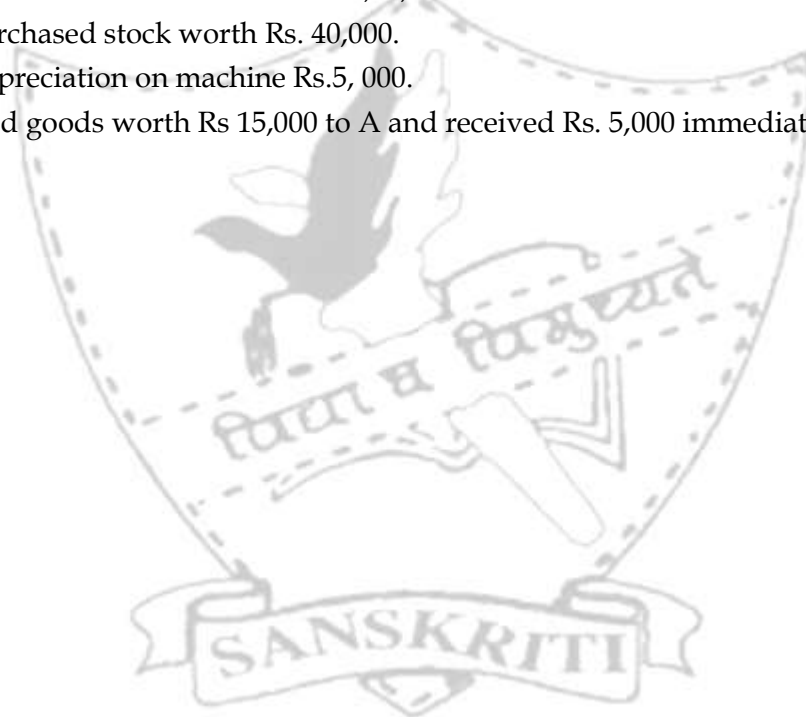 rchased stock worth Rs. 40,000.
preciation on machine Rs.5, 000.
d goods worth Rs 15,000 to A and received Rs. 5,000 immediat
SANSKRITI